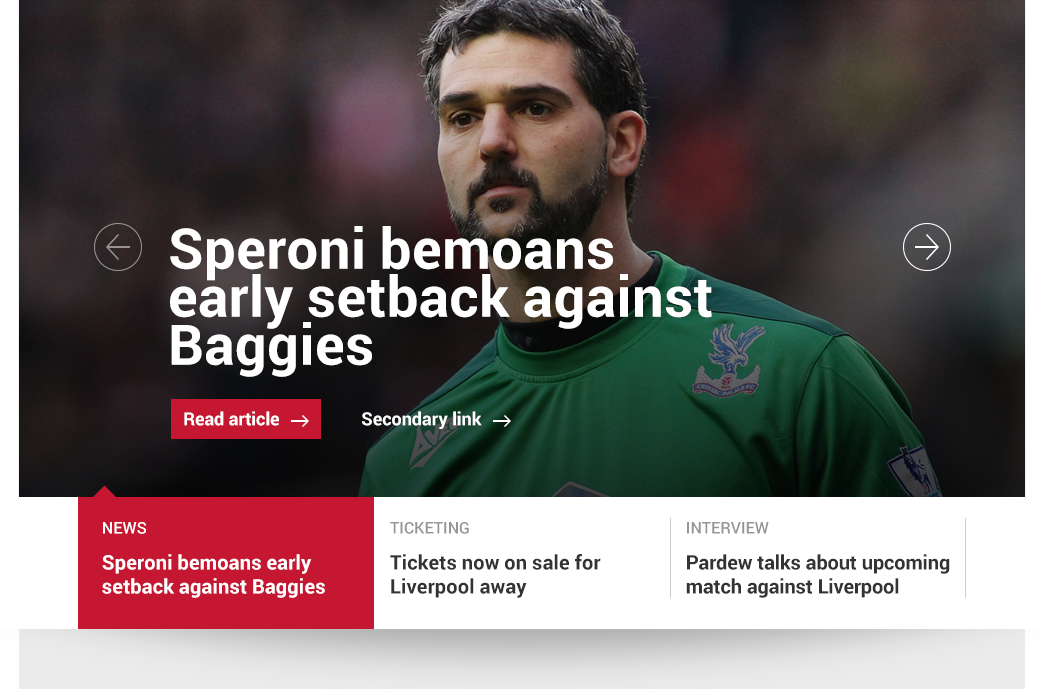 Speroni bemoans
early setback against
Baggies
Read article
Secondary link
NEWS
Speroni bemoans early
setback against Baggies
TICKETING
Tickets now on sale for
Liverpool away
INTERVIEW
Pardew talks about upcoming
match against Liverpool